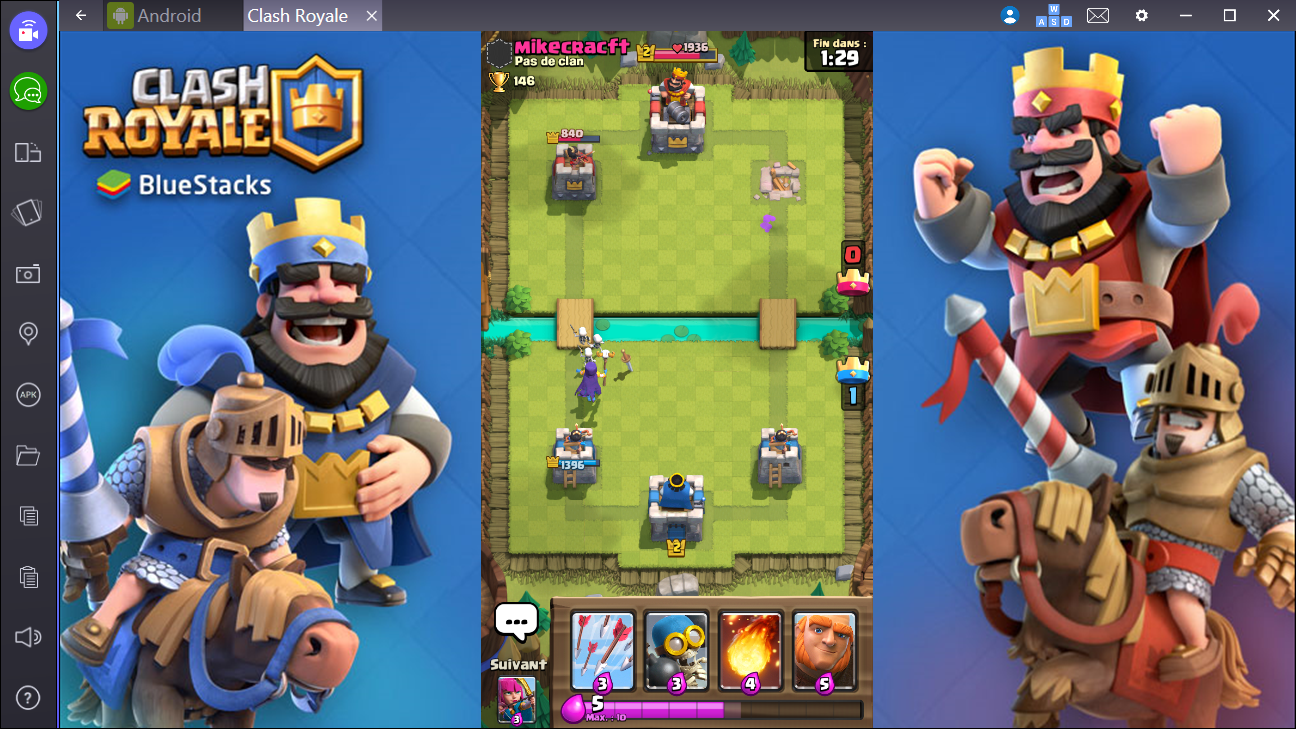 Android
Clash Royale
W
A S D
CLASH
ROYALE
BlueStacks
APK
Mikecracft
Pas de clan
146
2
1936
Fin dans :
1:29
840
0
1
1396
2
Suivant
3
3
3
4
5
5
Max. : 10